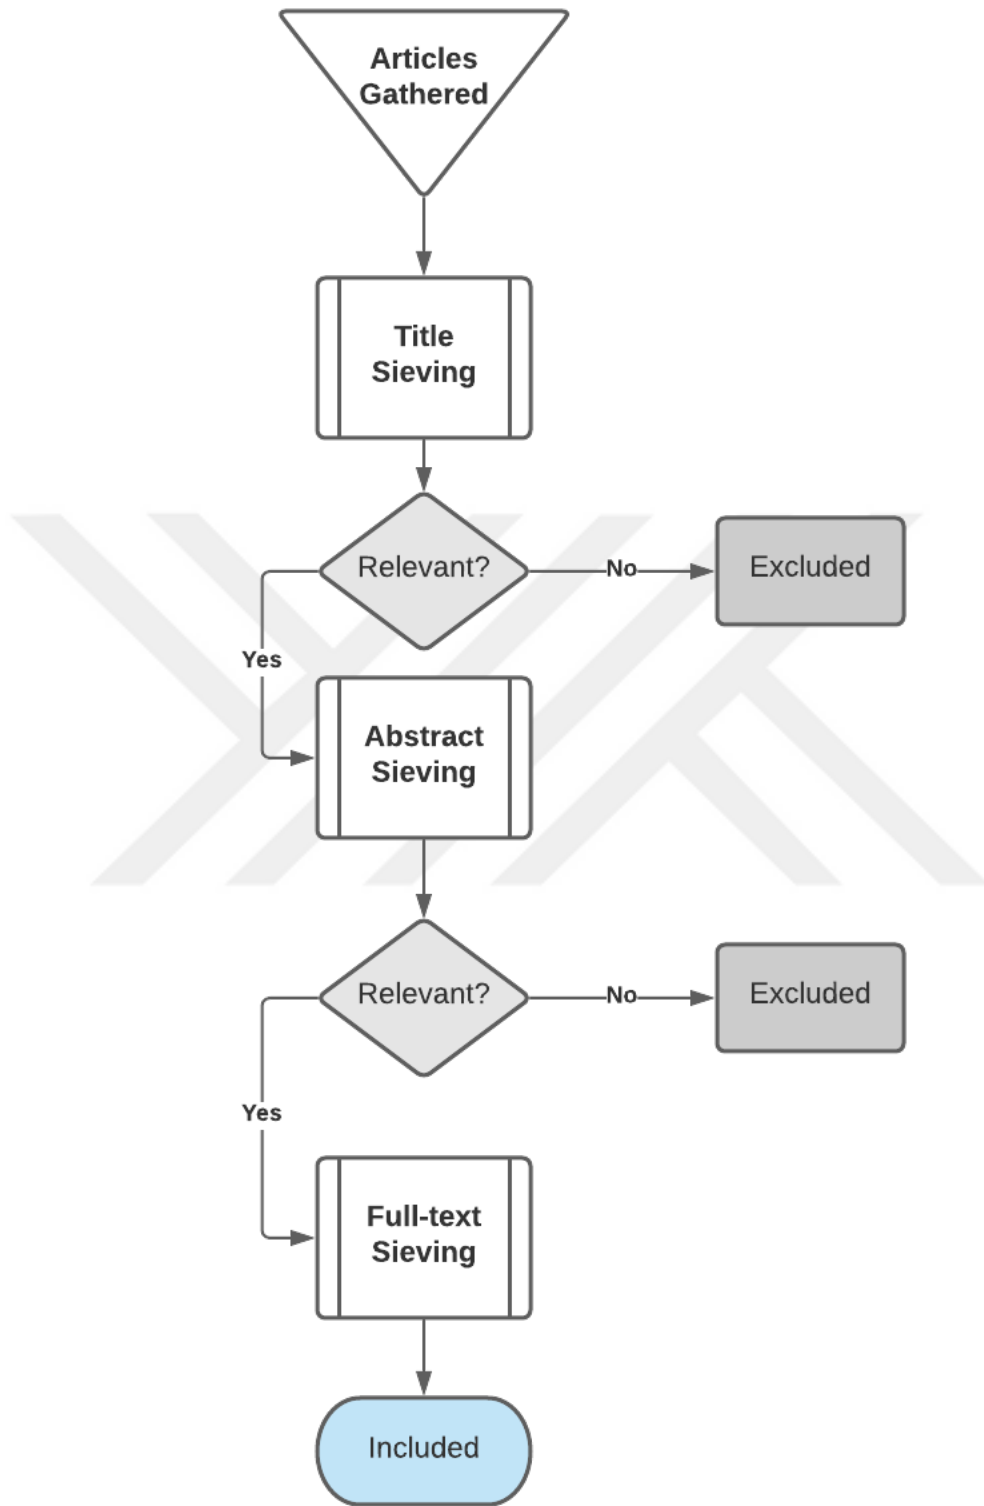 Articles
Gathered
Title
Sieving
Relevant?
No
Excluded
Yes
Abstract
Sieving
Relevant?
No
Excluded
Yes
Full-text
Sieving
Included